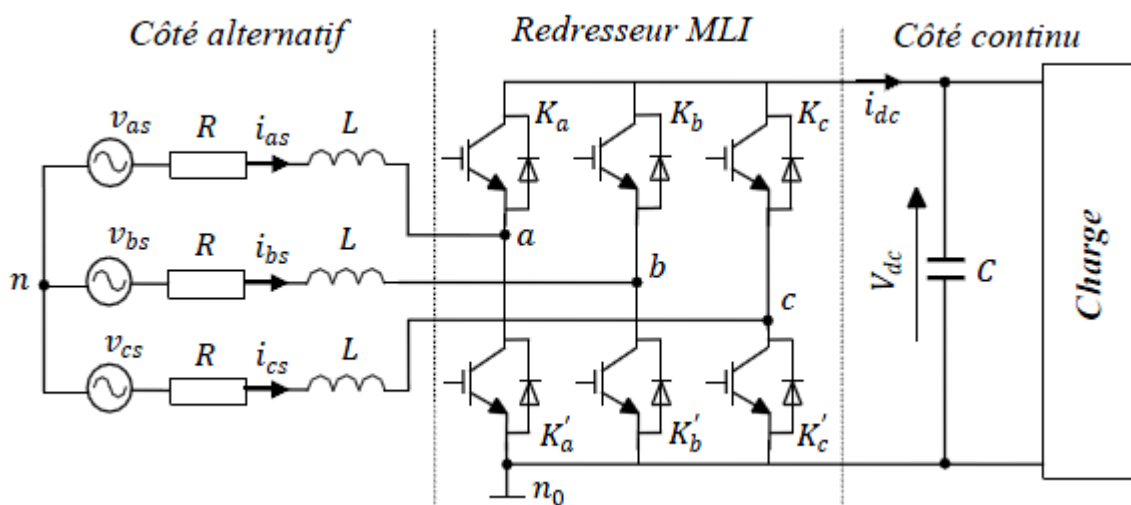 Côté alternatif
Redresseur MLI
Côté continu
v_as R i_as L
K_a K_b K_c
i_dc
a
v_bs R i_bs L
n
b
V_dc
C
Charge
c
v_cs R i_cs L
K'_a K'_b K'_c
n_0